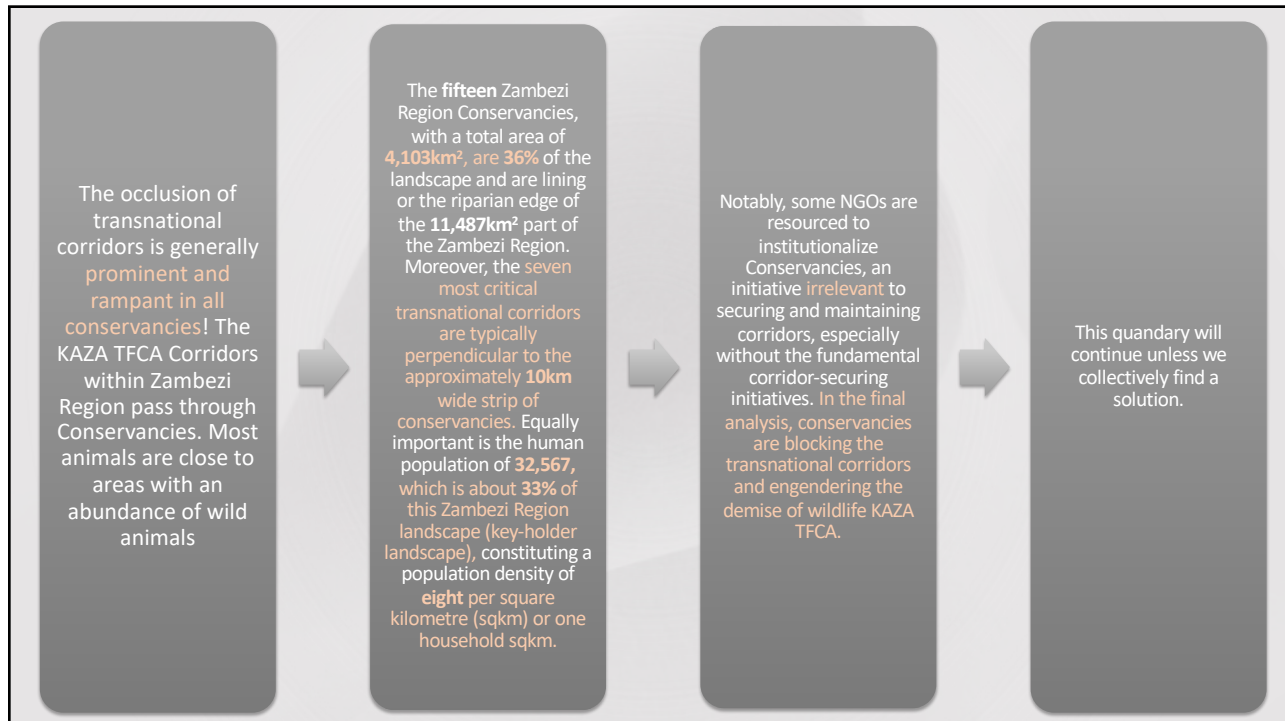 The occlusion of
transnational
corridors is generally
prominent and
rampant in all
conservancies! The
KAZA TFCA Corridors
within Zambezi
Region pass through
Conservancies. Most
animals are close to
areas with an
abundance of wild
animals
The fifteen Zambezi
Region Conservancies,
with a total area of
4,103km², are 36% of the
landscape and are lining
or the riparian edge of
the 11,487km² part of
the Zambezi Region.
Moreover, the seven
most critical
transnational corridors
are typically
perpendicular to the
approximately 10km
wide strip of
conservancies. Equally
important is the human
population of 32,567,
which is about 33% of
this Zambezi Region
landscape (key-holder
landscape), constituting a
population density of
eight per square
kilometre (sqkm) or one
household sqkm.
Notably, some NGOs are
resourced to
institutionalize
Conservancies, an
initiative irrelevant to
securing and maintaining
corridors, especially
without the fundamental
corridor-securing
initiatives. In the final
analysis, conservancies
are blocking the
transnational corridors
and engendering the
demise of wildlife KAZA
TFCA.
This quandary will
continue unless we
collectively find a
solution.